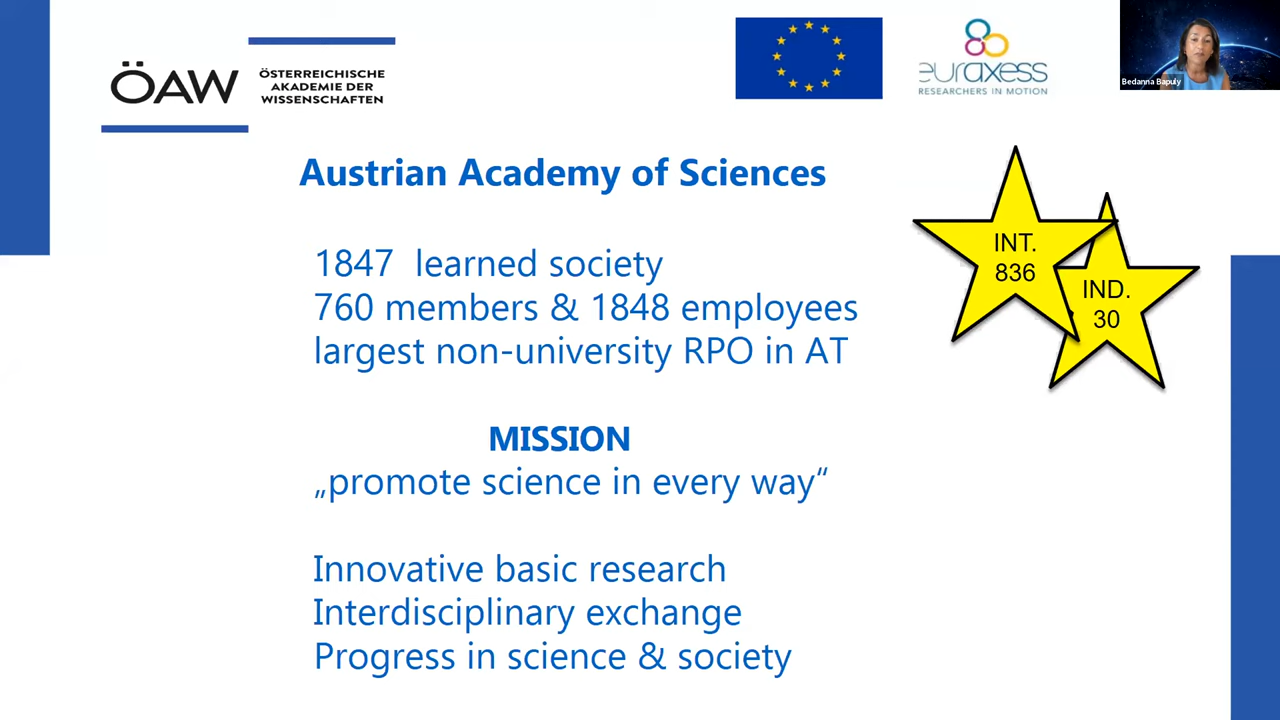 ÖAW
ÖSTERREICHISCHE
AKADEMIE DER
WISSENSCHAFTEN
euraxess
RESEARCHERS IN MOTION
Bedanna Bapuly
Austrian Academy of Sciences
1847 learned society
760 members & 1848 employees
largest non-university RPO in AT
INT.
836
IND.
30
MISSION
„promote science in every way“
Innovative basic research
Interdisciplinary exchange
Progress in science & society